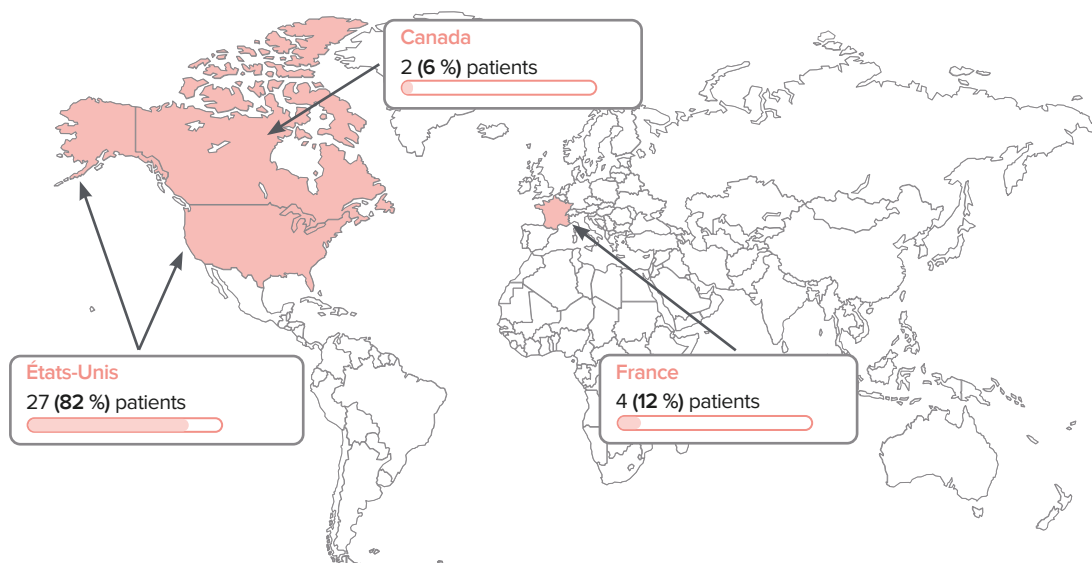 Canada
2 (6 %) patients
États-Unis
27 (82 %) patients
France
4 (12 %) patients